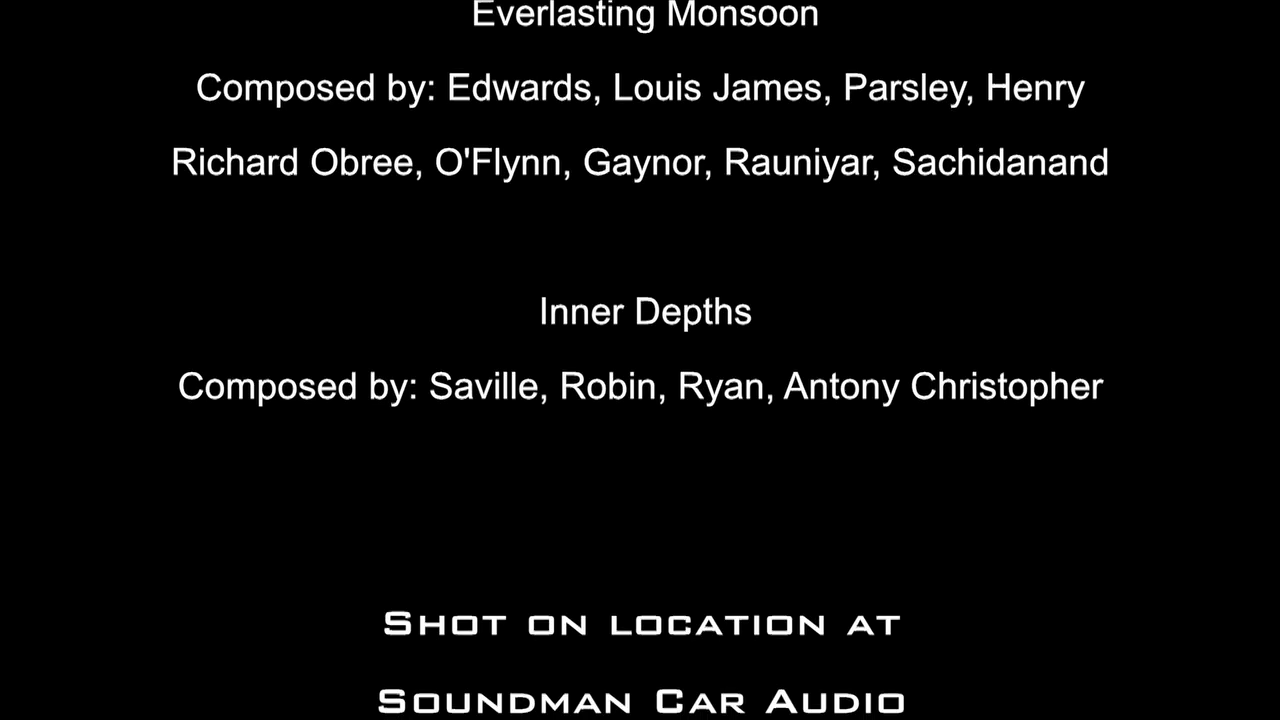 Everlasting Monsoon
Composed by: Edwards, Louis James, Parsley, Henry
Richard Obree, O'Flynn, Gaynor, Rauniyar, Sachidanand
Inner Depths
Composed by: Saville, Robin, Ryan, Antony Christopher
Shot on location at
Soundman Car Audio